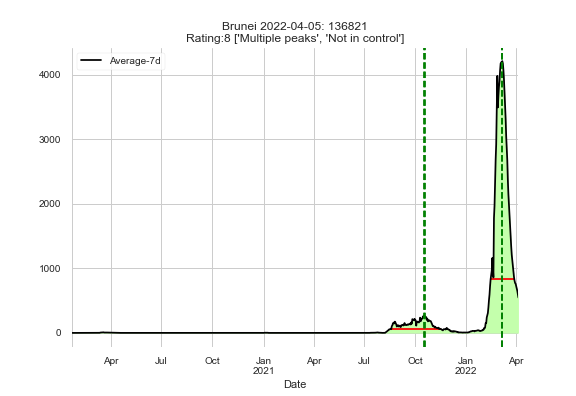 Brunei 2022-04-05: 136821
Rating:8 ['Multiple peaks', 'Not in control']
Average-7d
4000
3000
2000
1000
0
Apr Jul Oct Jan Apr Jul Oct Jan Apr
2021 2022
Date